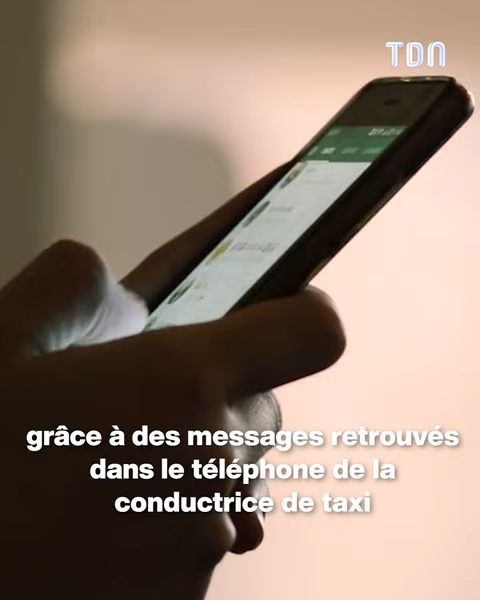 TDN
grâce à des messages retrouvés
dans le téléphone de la
conductrice de taxi